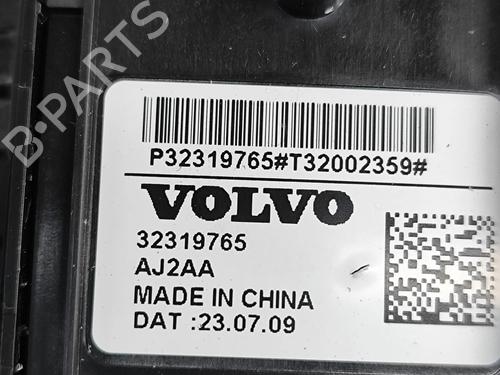 B-PARTS
P32319765#T32002359#
VOLVO
32319765
AJ2AA
MADE IN CHINA
DAT :23.07.09